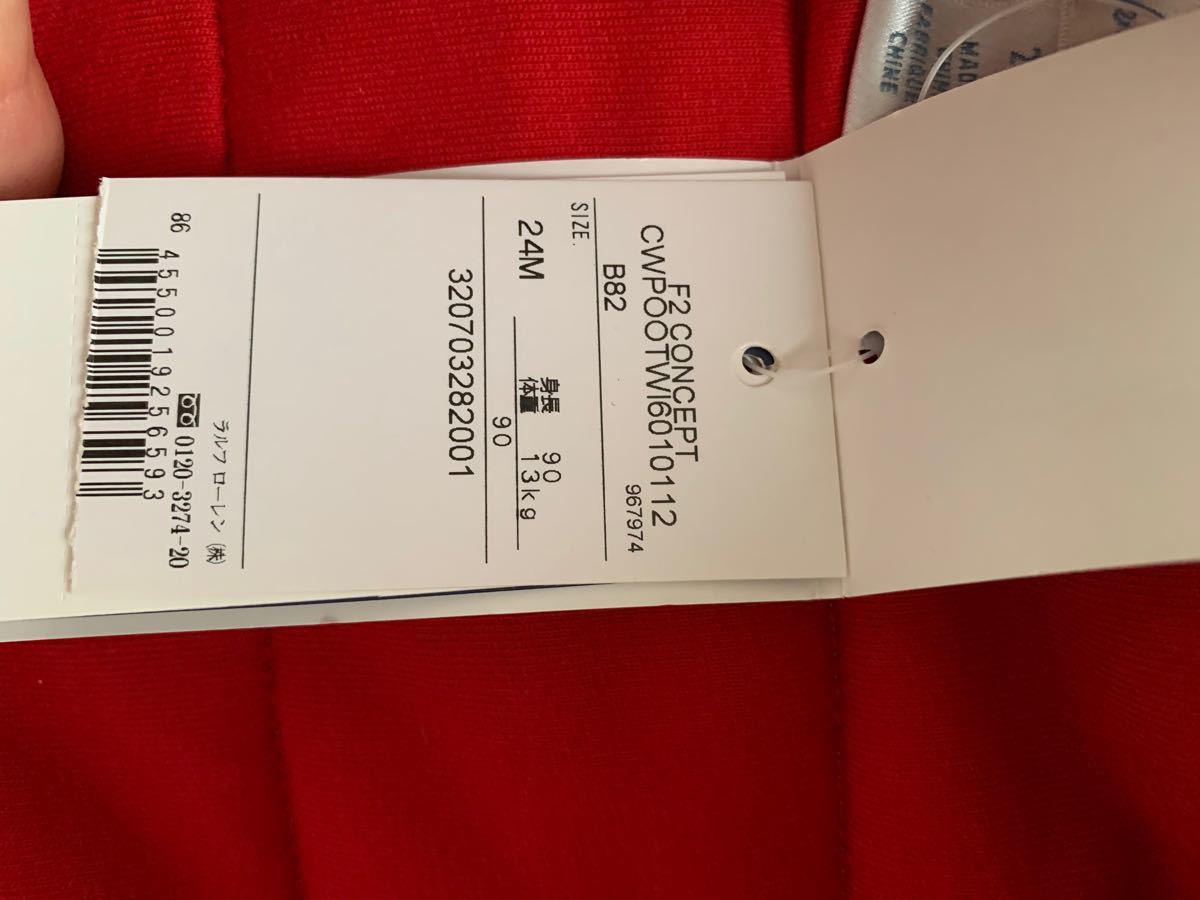 F2 CONCEPT
CWPOOTWI6010112
967974
B82
SIZE.
24M
身長 90
体重 13kg
90
320703282001
ラルフ ローレン (株)
0120-3274-20
86
4550019256593
MAD
CHINE